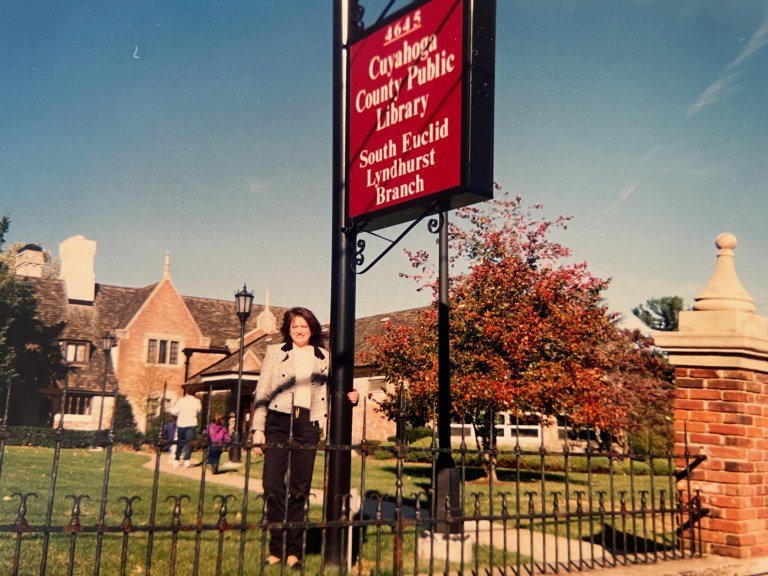 4645
Cuyahoga
County Public
Library
South Euclid
Lyndhurst
Branch